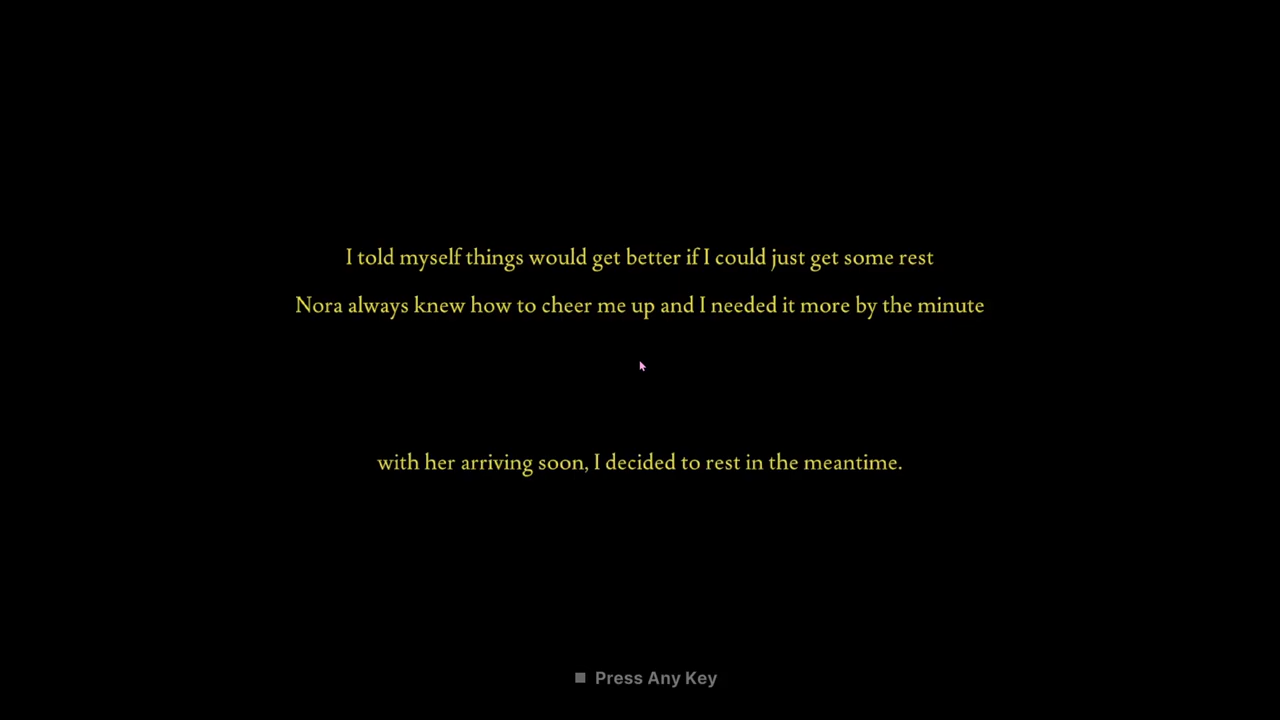 I told myself things would get better if I could just get some rest
Nora always knew how to cheer me up and I needed it more by the minute
with her arriving soon, I decided to rest in the meantime.
Press Any Key